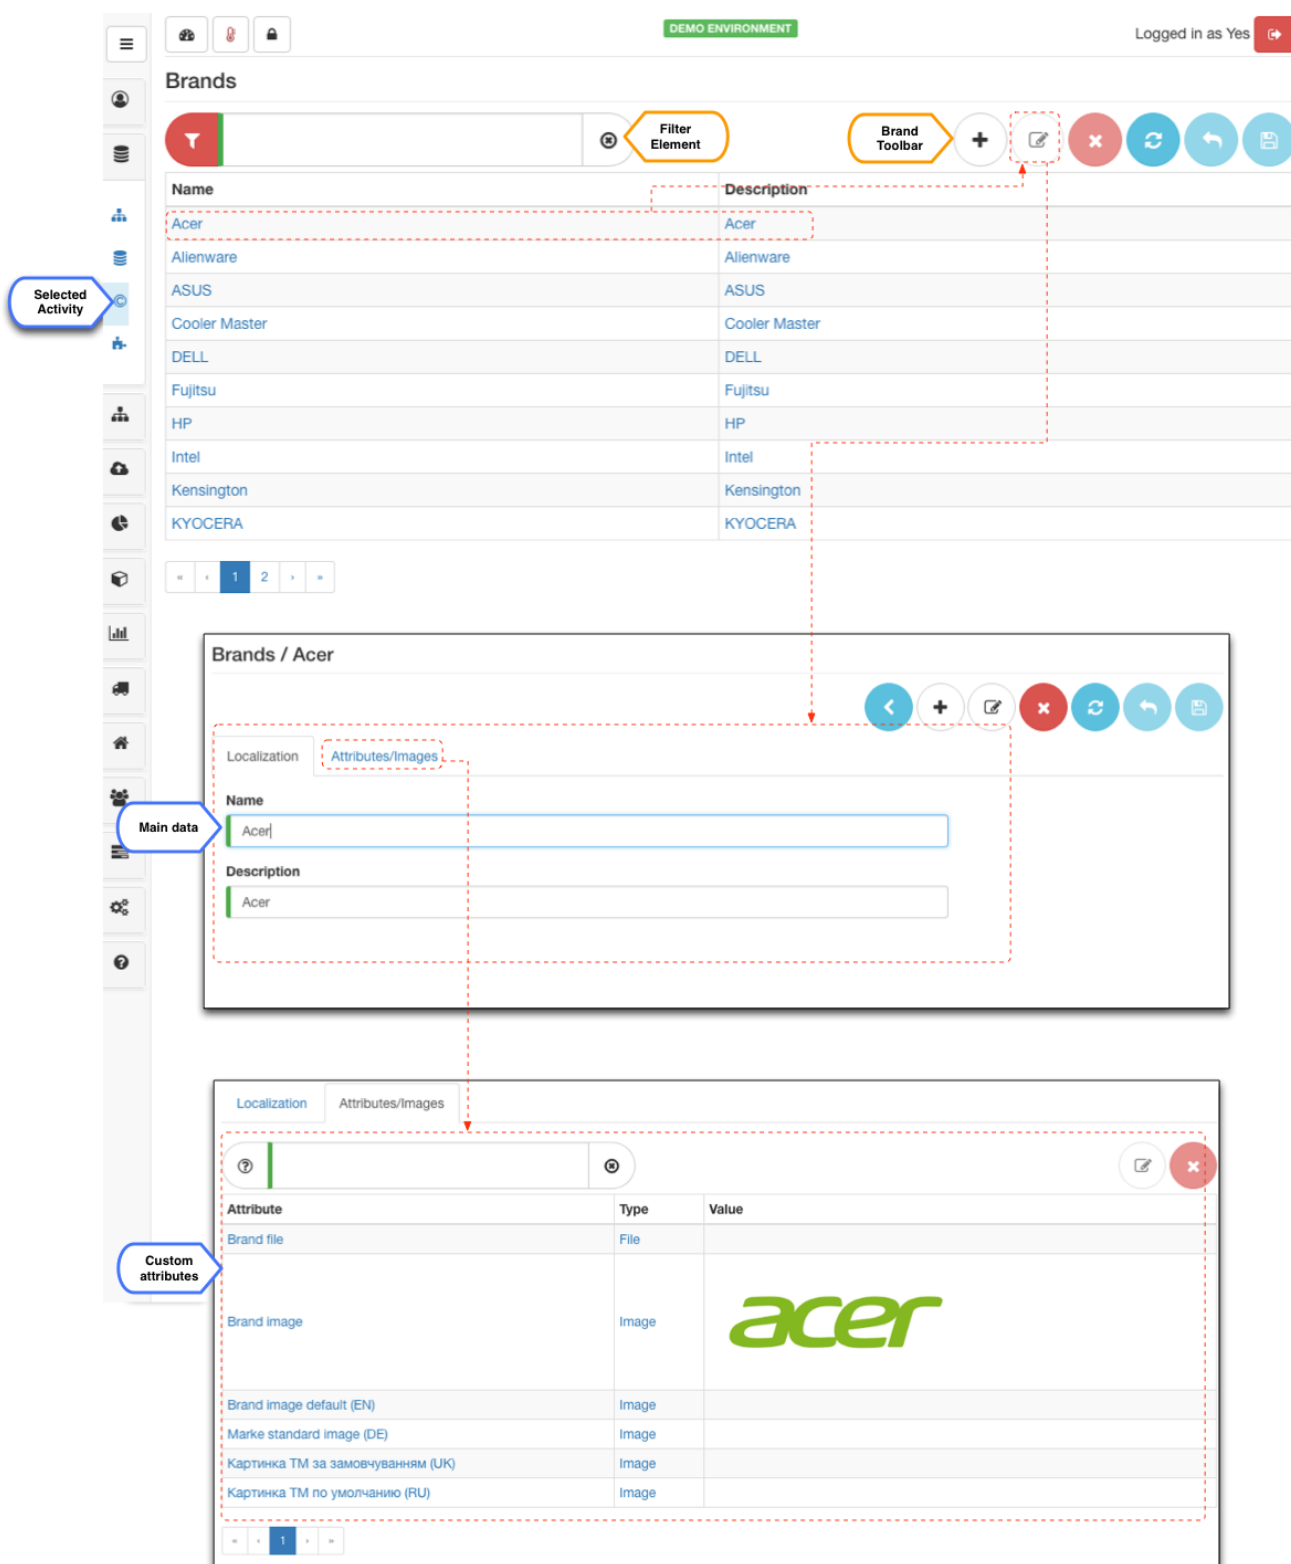 DEMO ENVIRONMENT
Logged in as Yes
Brands
Filter
Element
Brand
Toolbar
Name Description
Acer Acer
Alienware Alienware
ASUS ASUS
Selected
Activity
Cooler Master Cooler Master
DELL DELL
Fujitsu Fujitsu
HP HP
Intel Intel
Kensington Kensington
KYOCERA KYOCERA
« ‹ 1 2 › »
Brands / Acer
Localization Attributes/Images
Name
Main data
Acer
Description
Acer
Localization Attributes/Images
Attribute Type Value
Brand file File
Custom
attributes
Brand image Image acer
Brand image default (EN) Image
Marke standard image (DE) Image
Картинка ТМ за замовчуванням (UK) Image
Картинка ТМ по умолчанию (RU) Image
« ‹ 1 › »